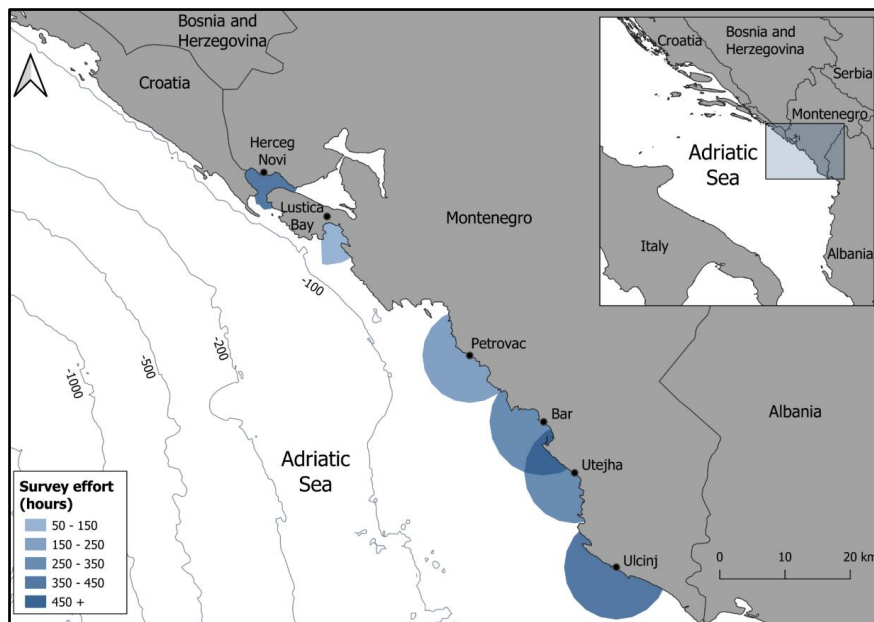 Bosnia and
Herzegovina
Croatia
Herceg
Novi
Lustica
Bay
Montenegro
-100
-200
-500
-1000
Petrovac
Bar
Utejha
Ulcinj
Albania
Adriatic
Sea
Survey effort
(hours)
50 - 150
150 - 250
250 - 350
350 - 450
450 +
0 10 20 km
Croatia
Bosnia and
Herzegovina
Serbia
Montenegro
Adriatic
Sea
Italy
Albania